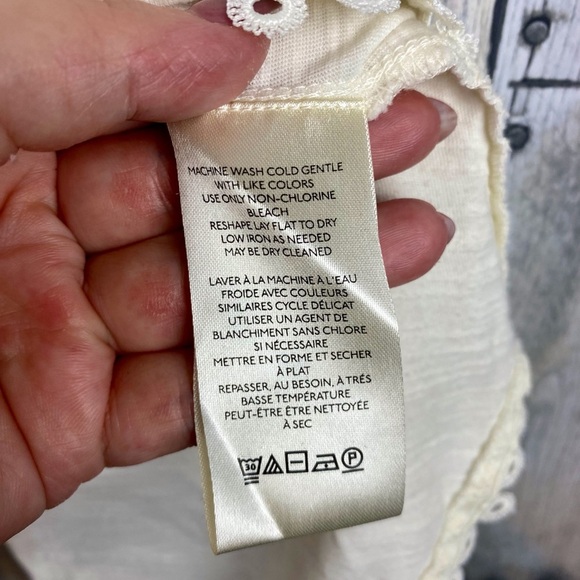 MACHINE WASH COLD GENTLE
WITH LIKE COLORS
USE ONLY NON-CHLORINE
BLEACH
RESHAPE LAY FLAT TO DRY
LOW IRON AS NEEDED
MAY BE DRY CLEANED
LAVER À LA MACHINE À L'EAU
FROIDE AVEC COULEURS
SIMILAIRES CYCLE DÉLICAT
UTILISER UN AGENT DE
BLANCHIMENT SANS CHLORE
SI NÉCESSAIRE
METTRE EN FORME ET SECHER
À PLAT
REPASSER, AU BESOIN, À TRÉS
BASSE TEMPÉRATURE
PEUT-ÊTRE ÊTRE NETTOYÉE
À SEC
30 P